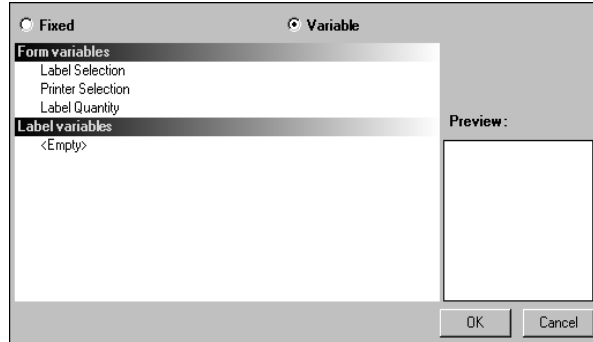 Fixed Variable
Form variables
Label Selection
Printer Selection
Label Quantity
Label variables
<Empty>
Preview:
OK Cancel